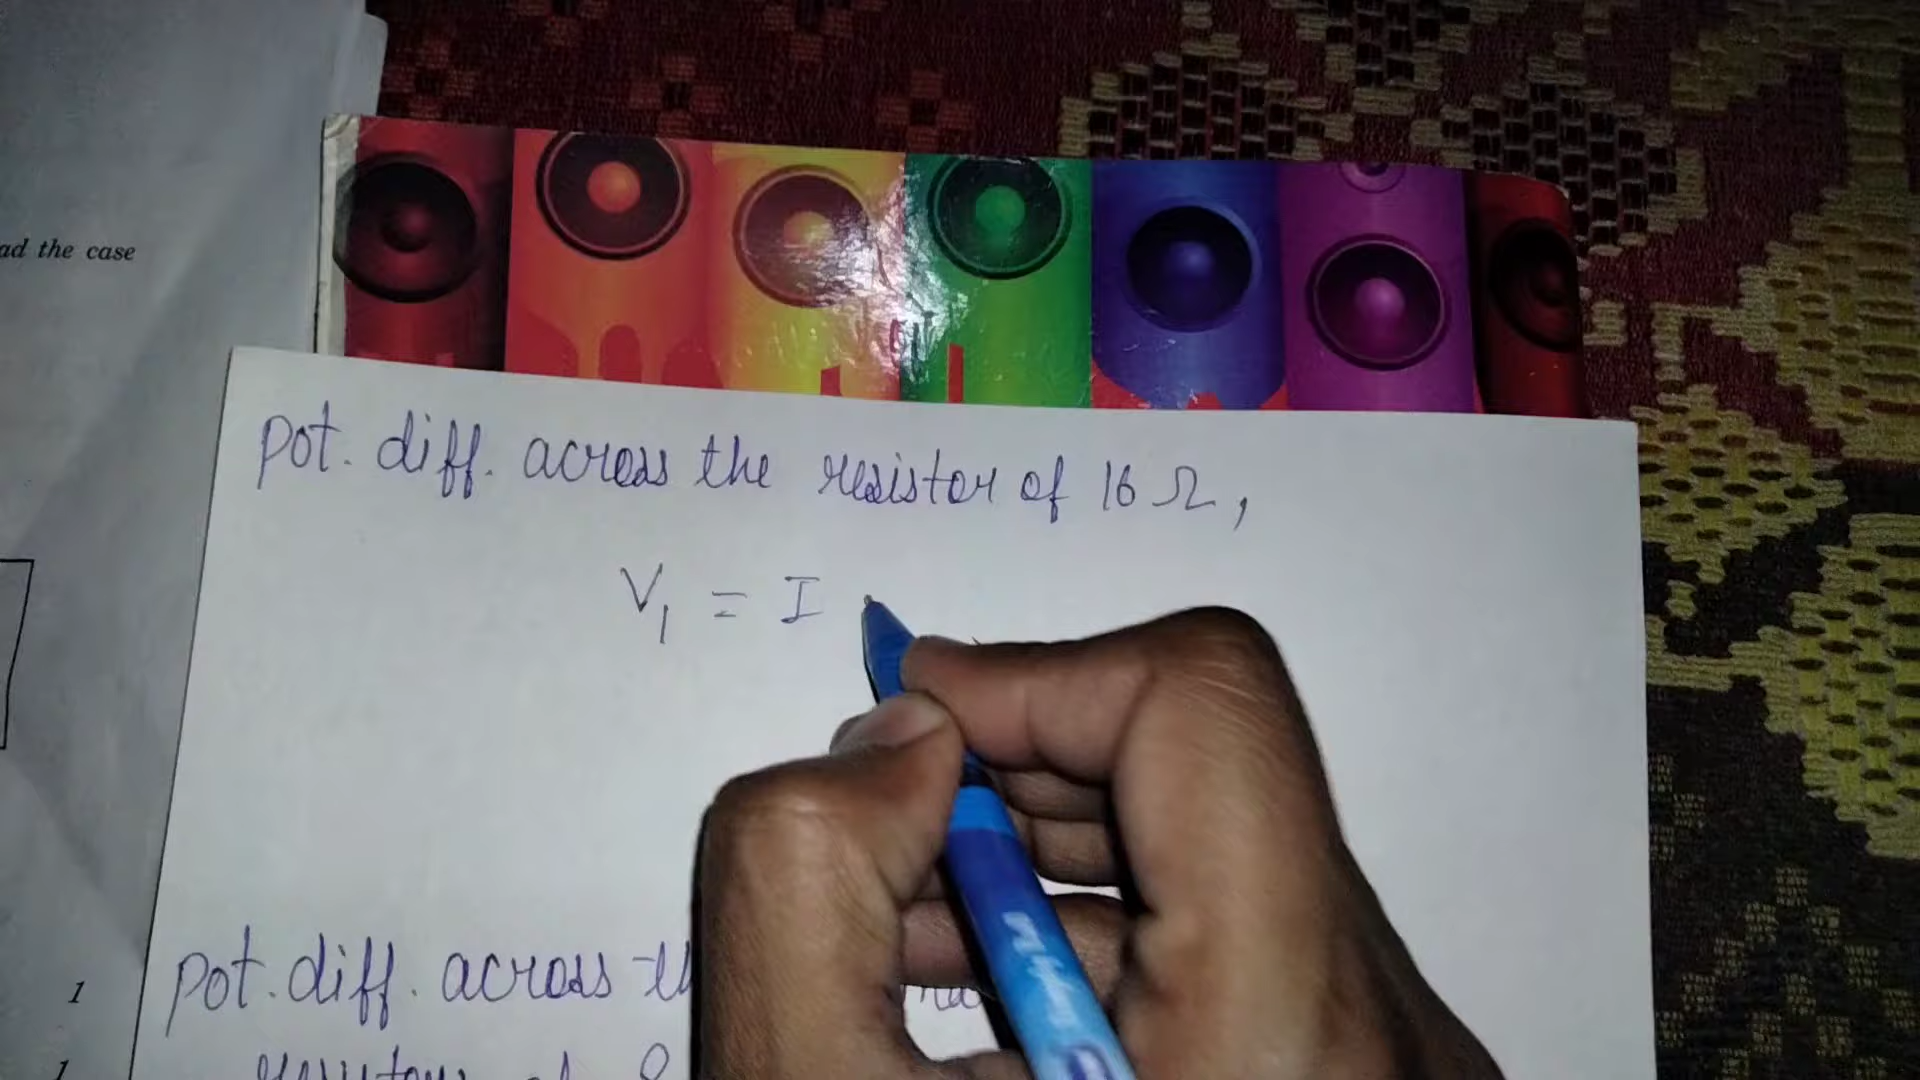 ad the case
pot. diff. across the resistor of 16 Ω,
V₁ = I
pot. diff. across
1
1